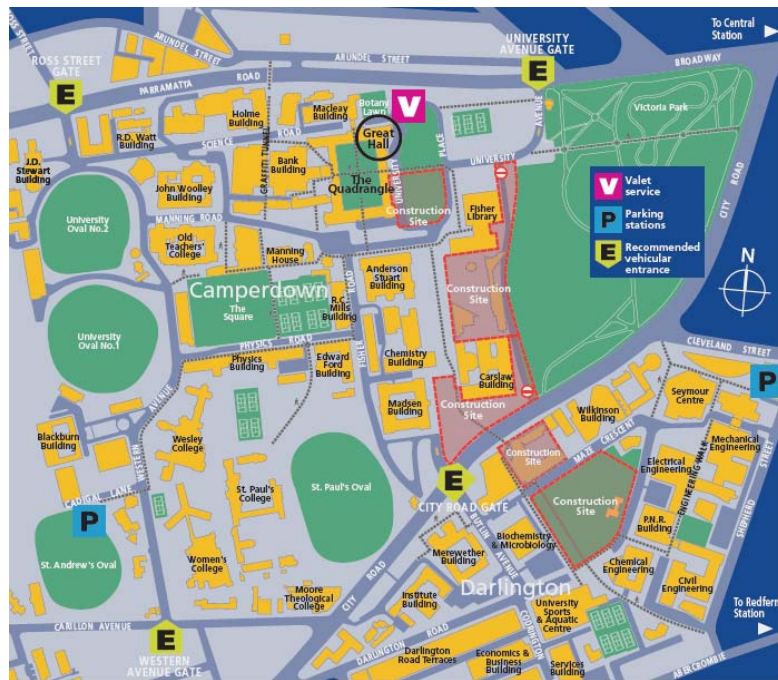 To Central
Station
UNIVERSITY
AVENUE GATE
E
ROSS STREET
GATE
E
ROSS STREET
ARUNDEL STREET
ARUNDEL STREET
BROADWAY
PARRAMATTA
ROAD
Botany
Lawn
V
Macleay
Building
Holme
Building
Great
Hall
R.D. Watt
Building
SCIENCE
ROAD
GRAFFITI TUNNEL
Bank
Building
The
Quadrangle
UNIVERSITY
PLACE
UNIVERSITY
AVENUE
Victoria Park
CITY ROAD
J.D.
Stewart
Building
John Woolley
Building
Construction
Site
Fisher
Library
V
Valet
service
P
Parking
stations
E
Recommended
vehicular
entrance
N
University
Oval No.2
MANNING ROAD
Old
Teachers'
College
Manning
House
Anderson
Stuart
Building
Camperdown
The
Square
R.C.
Mills
Building
FISHER
ROAD
Construction
Site
University
Oval No.1
PHYSICS
ROAD
Physics
Building
Edward
Ford
Building
Chemistry
Building
Carslaw
Building
CLEVELAND STREET
P
Seymour
Centre
Madsen
Building
Construction
Site
Wilkinson
Building
MAZE CRESCENT
Blackburn
Building
WESTERN
AVENUE
Wesley
College
CADIGAL LANE
P
St. Andrew's Oval
St. Paul's
College
St. Paul's Oval
E
CITY ROAD GATE
Construction
Site
Construction
Site
Electrical
Engineering
ENGINEERING WALK
Mechanical
Engineering
SHEPHERD
STREET
P.N.R.
Building
BUTLIN
AVENUE
Biochemistry
& Microbiology
Merewether
Building
Chemical
Engineering
Civil
Engineering
Women's
College
Moore
Theological
College
CITY ROAD
Institute
Building
Darlington
University
Sports
& Aquatic
Centre
CODRINGTON
To Redfern
Station
CARILLON AVENUE
E
WESTERN
AVENUE GATE
DARLINGTON
ROAD
Darlington
Road Terraces
Economics &
Business
Building
Services
Building
ABERCROMBIE